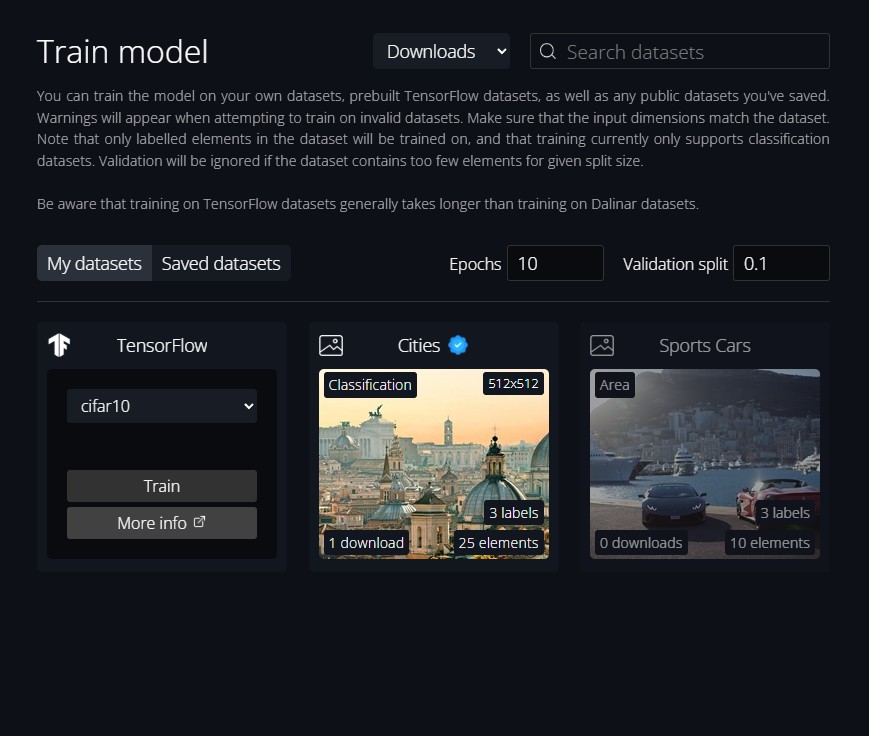 Train model
Downloads
Search datasets
You can train the model on your own datasets, prebuilt TensorFlow datasets, as well as any public datasets you've saved.
Warnings will appear when attempting to train on invalid datasets. Make sure that the input dimensions match the dataset.
Note that only labelled elements in the dataset will be trained on, and that training currently only supports classification
datasets. Validation will be ignored if the dataset contains too few elements for given split size.
Be aware that training on TensorFlow datasets generally takes longer than training on Dalinar datasets.
My datasets
Saved datasets
Epochs
10
Validation split
0.1
TensorFlow
cifar10
Train
More info
Cities
Classification
512x512
3 labels
1 download
25 elements
Sports Cars
Area
3 labels
0 downloads
10 elements